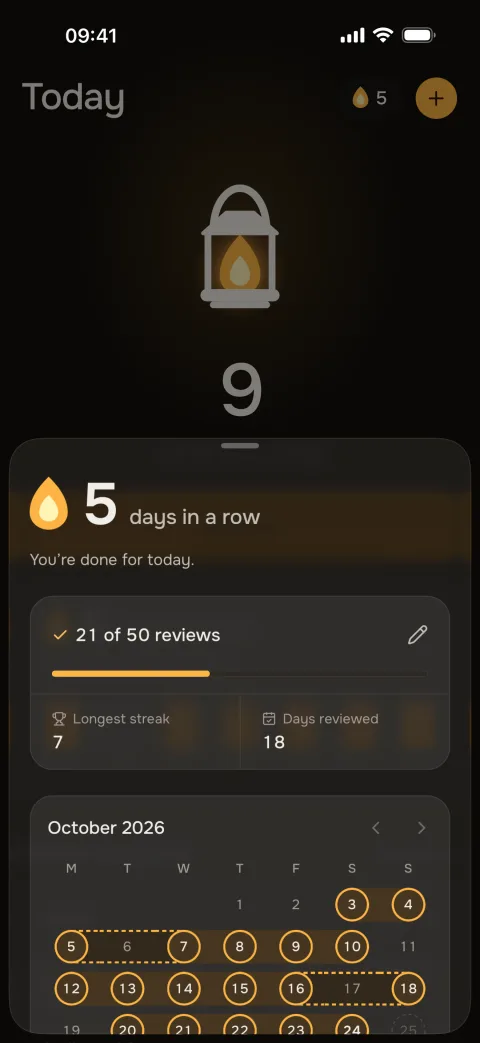 09:41
Today
5
+
9
5 days in a row
You're done for today.
21 of 50 reviews
Longest streak
7
Days reviewed
18
October 2026
M T W T F S S
1 2 3 4
5 6 7 8 9 10 11
12 13 14 15 16 17 18
19 20 21 22 23 24 25